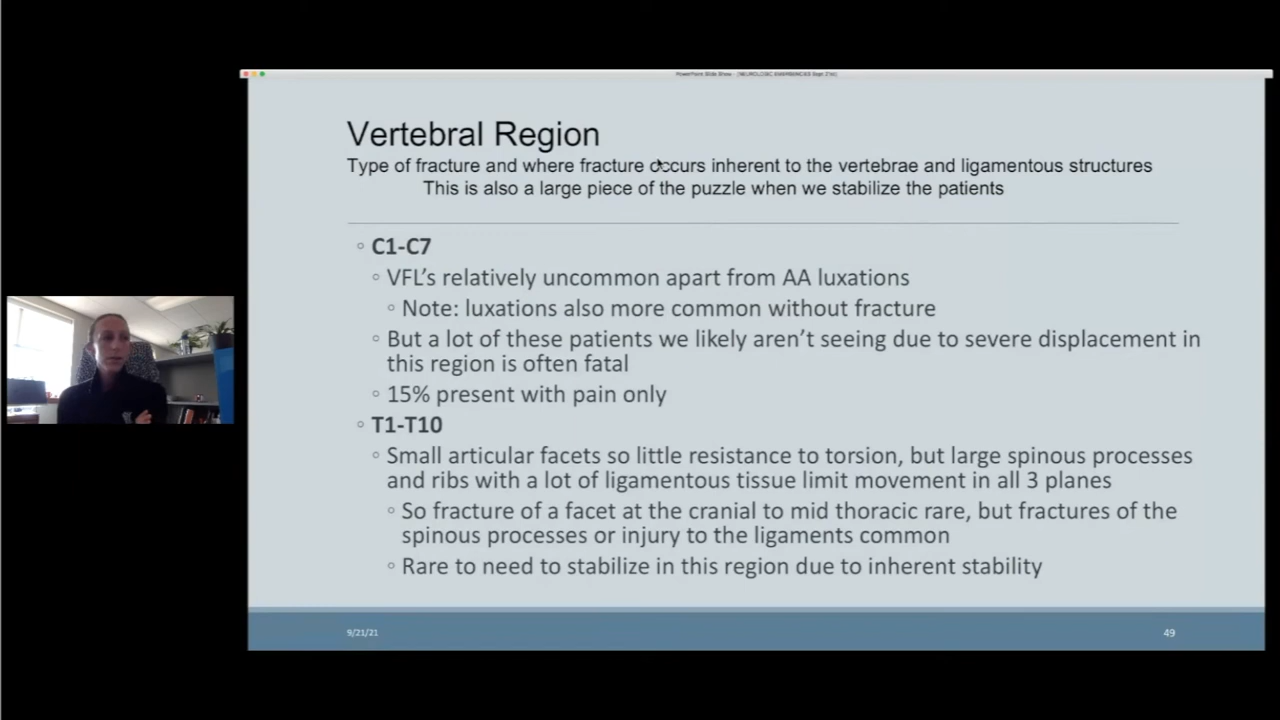 PowerPoint Slide Show - [NEUROLOGIC EMERGENCIES Sept 21st]
Vertebral Region
Type of fracture and where fracture occurs inherent to the vertebrae and ligamentous structures
This is also a large piece of the puzzle when we stabilize the patients
◦ C1-C7
◦ VFL’s relatively uncommon apart from AA luxations
◦ Note: luxations also more common without fracture
◦ But a lot of these patients we likely aren’t seeing due to severe displacement in
this region is often fatal
◦ 15% present with pain only
◦ T1-T10
◦ Small articular facets so little resistance to torsion, but large spinous processes
and ribs with a lot of ligamentous tissue limit movement in all 3 planes
◦ So fracture of a facet at the cranial to mid thoracic rare, but fractures of the
spinous processes or injury to the ligaments common
◦ Rare to need to stabilize in this region due to inherent stability
9/21/21
49